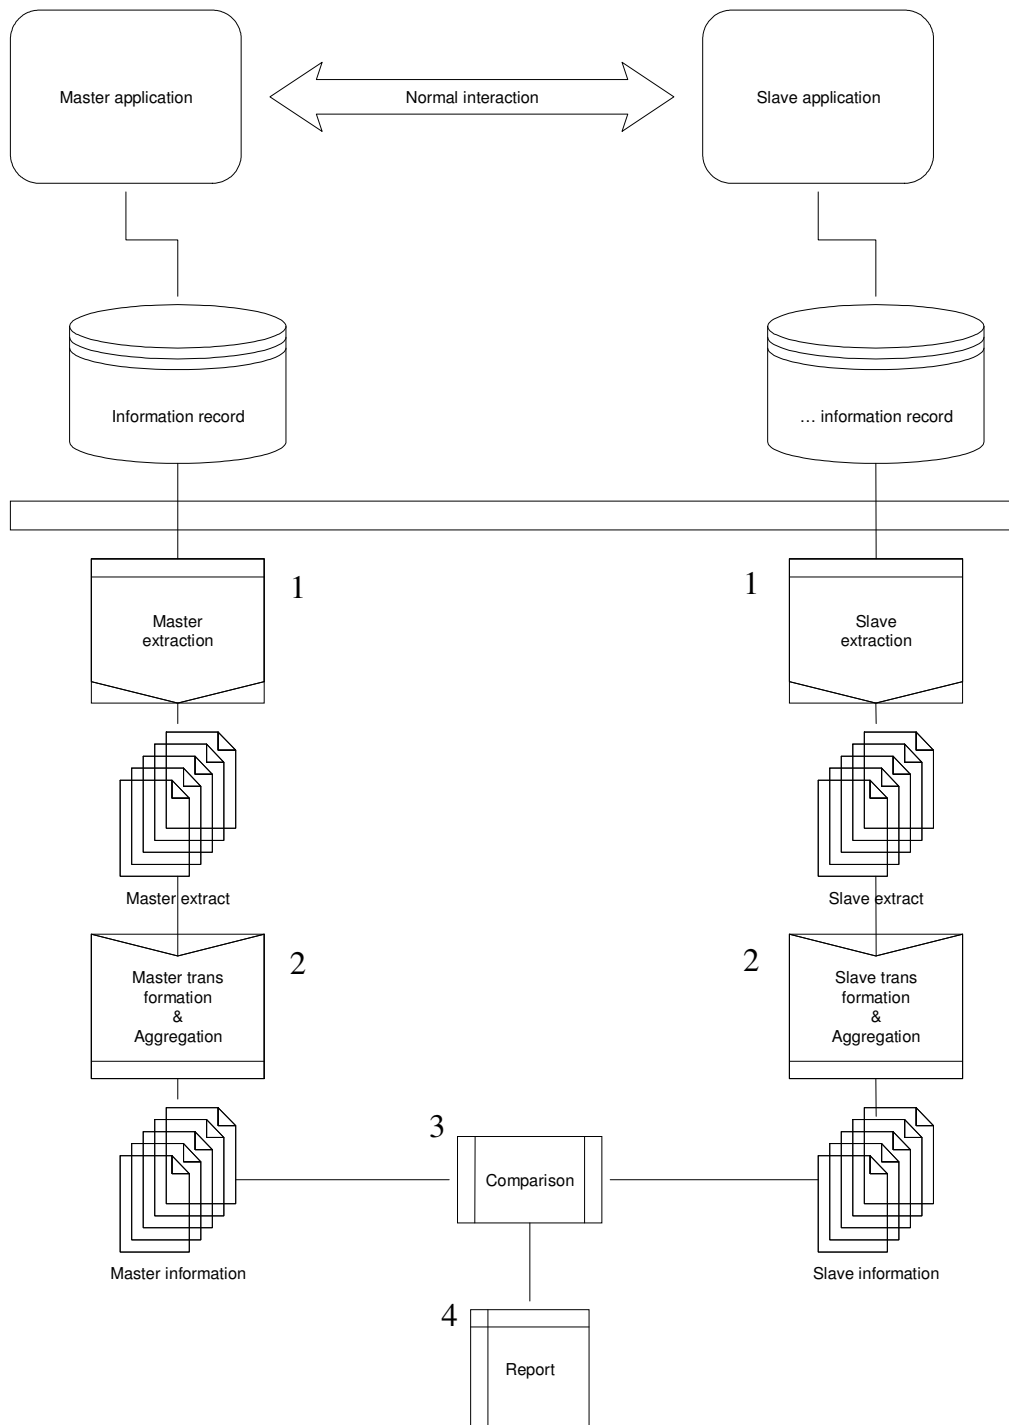 Master application
Normal interaction
Slave application
Information record
... information record
1
1
Master
extraction
Slave
extraction
Master extract
Slave extract
2
2
Master trans
formation
&
Aggregation
Slave trans
formation
&
Aggregation
3
Comparison
Master information
Slave information
4
Report